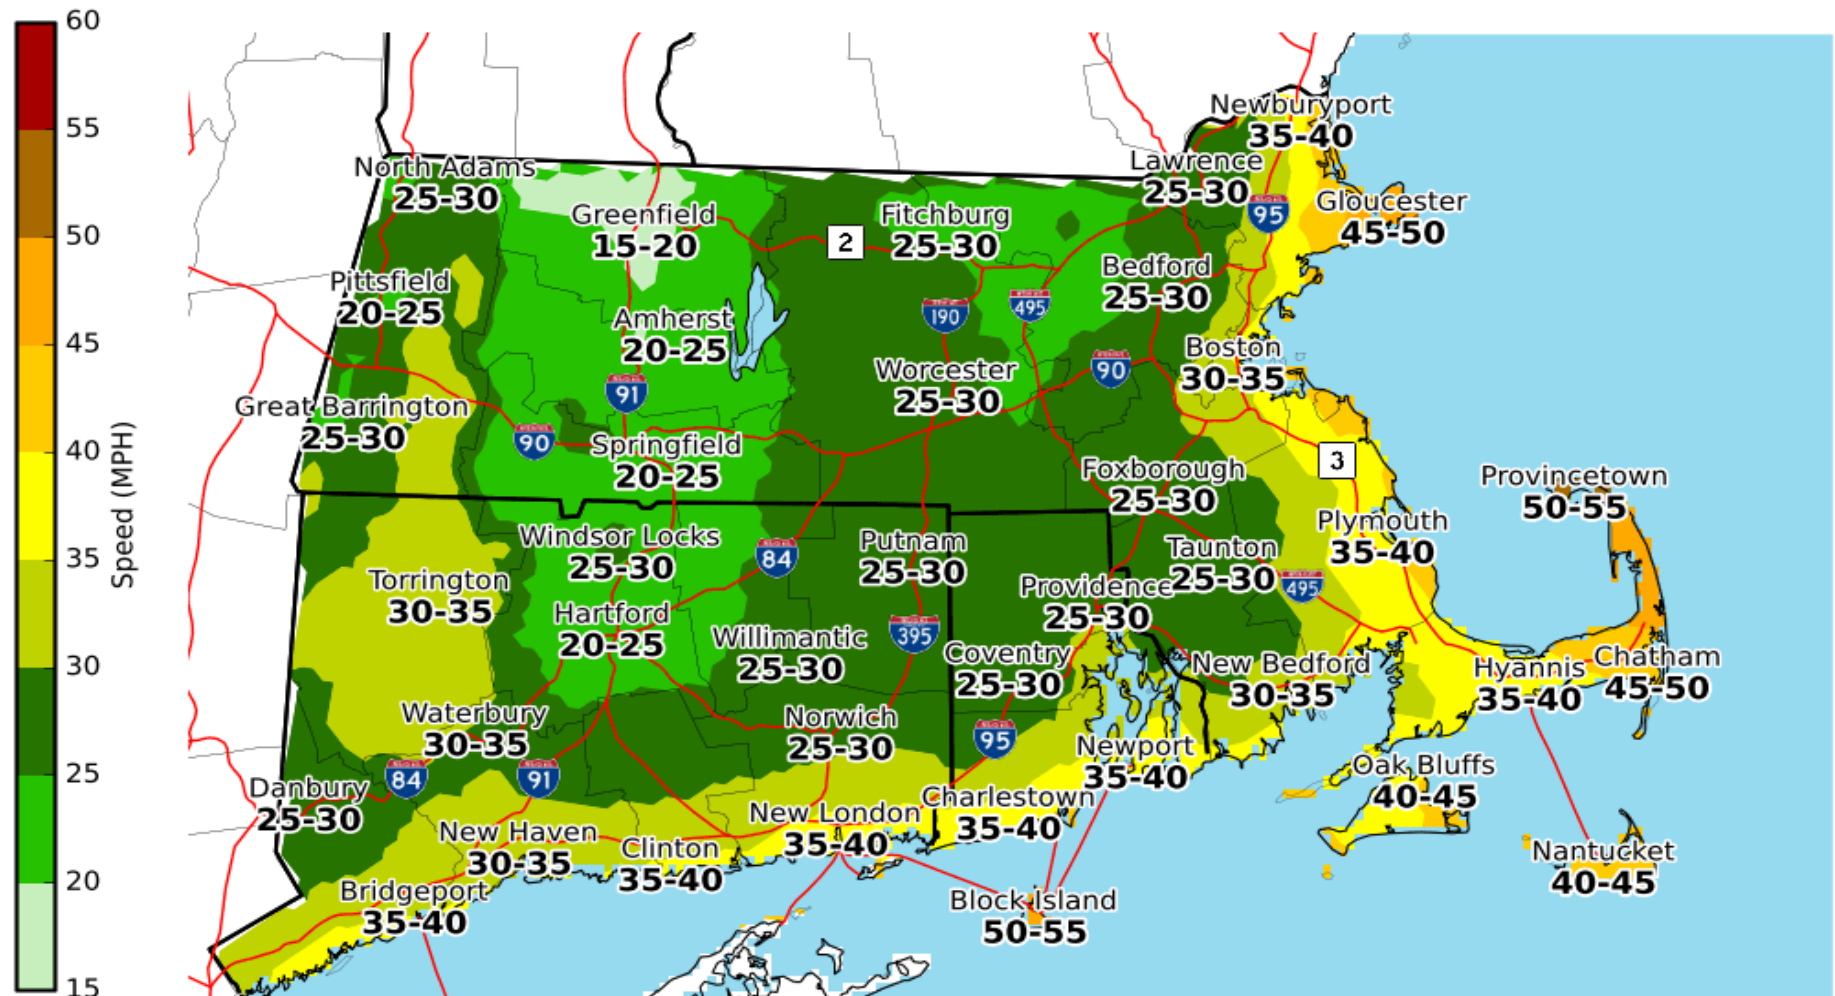 60
55
50
45
40
35
30
25
20
15
Speed (MPH)
Newburyport
35-40
North Adams
25-30
Lawrence
25-30
Gloucester
45-50
95
Greenfield
15-20
2
Fitchburg
25-30
Bedford
25-30
Pittsfield
20-25
Amherst
20-25
190
495
Boston
30-35
Worcester
25-30
90
91
Great Barrington
25-30
90
Springfield
20-25
Foxborough
25-30
3
Provincetown
50-55
Plymouth
35-40
Windsor Locks
25-30
84
Putnam
25-30
Taunton
25-30
495
Torrington
30-35
Providence
25-30
Hartford
20-25
395
Willimantic
25-30
Coventry
25-30
New Bedford
30-35
Hyannis
35-40
Chatham
45-50
Waterbury
30-35
Norwich
25-30
95
Newport
35-40
Oak Bluffs
40-45
84
91
Danbury
25-30
Charlestown
35-40
New London
35-40
New Haven
30-35
Clinton
35-40
Nantucket
40-45
Bridgeport
35-40
Block Island
50-55